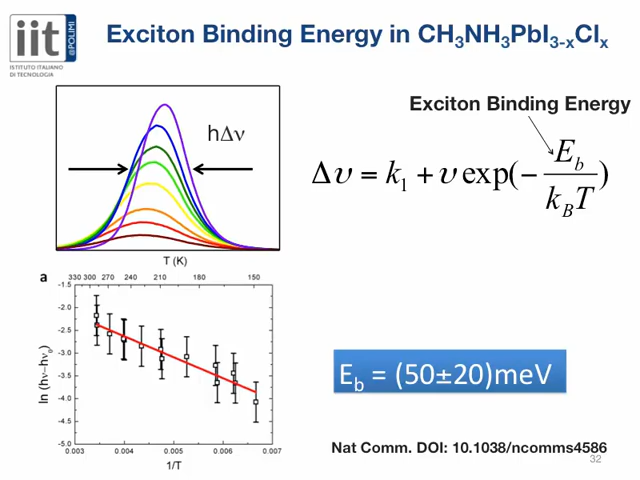 iit
@POLIMI
ISTITUTO ITALIANO
DI TECNOLOGIA
Exciton Binding Energy in CH₃NH₃PbI₃₋ₓClₓ
hΔν
Exciton Binding Energy
Δυ = k₁ + υ exp(− E_b / k_B T)
T (K)
a
330 300 270 240 210 180 150
-1.5
-2.0
-2.5
-3.0
-3.5
-4.0
-4.5
-5.0
ln (hν−hν₀)
0.003 0.004 0.005 0.006 0.007
1/T
E_b = (50±20)meV
Nat Comm. DOI: 10.1038/ncomms4586
32